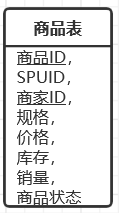 商品表
商品ID,
SPUID,
商家ID,
规格,
价格,
库存,
销量,
商品状态